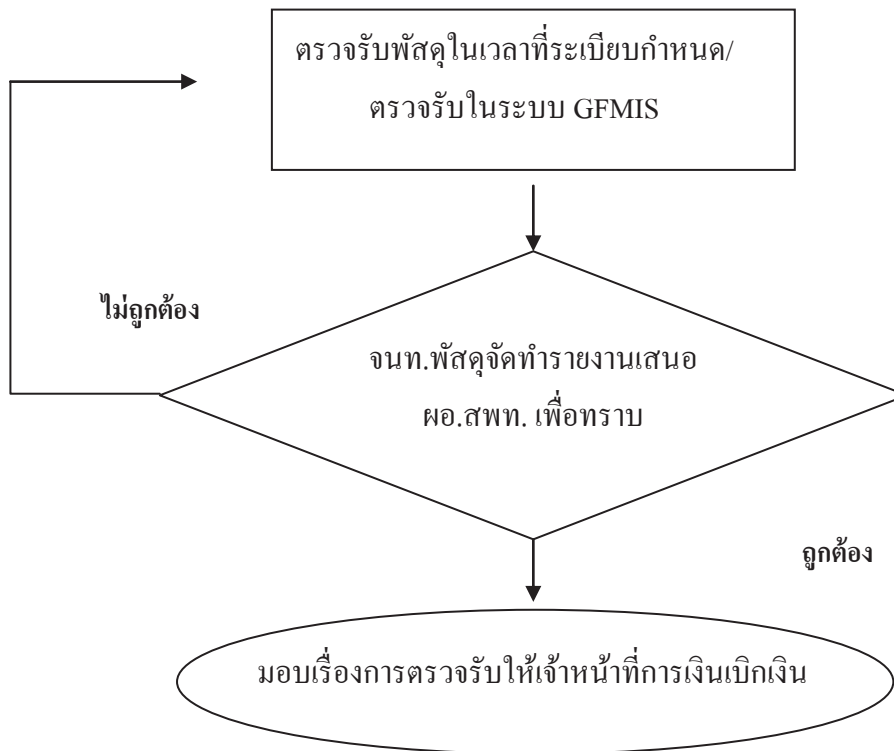 ตรวจรับพัสดุในเวลาที่ระเบียบกำหนด/
ตรวจรับในระบบ GFMIS
ไม่ถูกต้อง
จนท.พัสดุจัดทำรายงานเสนอ
ผอ.สพท. เพื่อทราบ
ถูกต้อง
มอบเรื่องการตรวจรับให้เจ้าหน้าที่การเงินเบิกเงิน